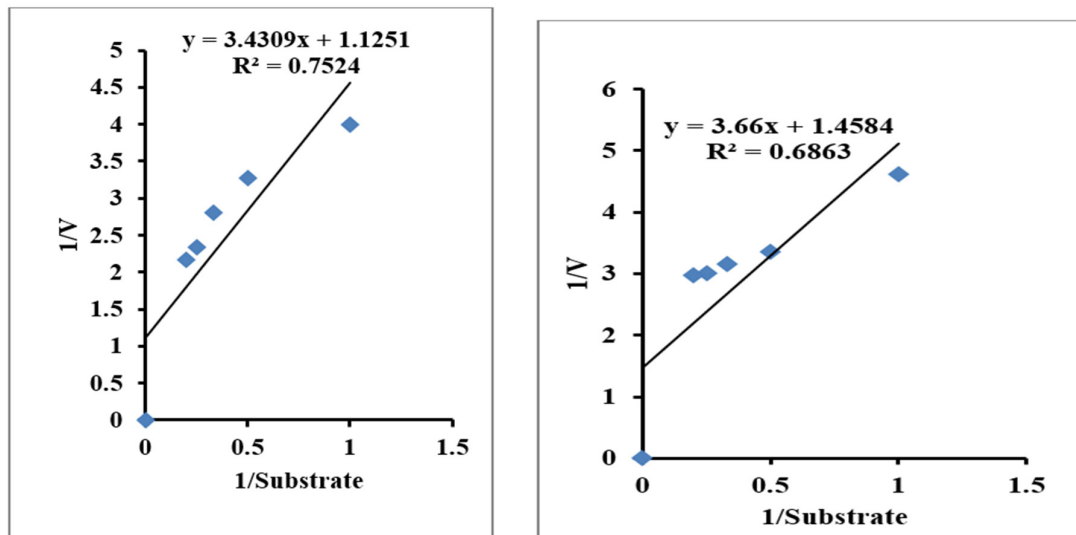 y = 3.4309x + 1.1251
R² = 0.7524
5
4.5
4
3.5
3
2.5
2
1.5
1
0.5
0
1/V
0 0.5 1 1.5
1/Substrate
y = 3.66x + 1.4584
R² = 0.6863
6
5
4
3
2
1
0
1/V
0 0.5 1 1.5
1/Substrate